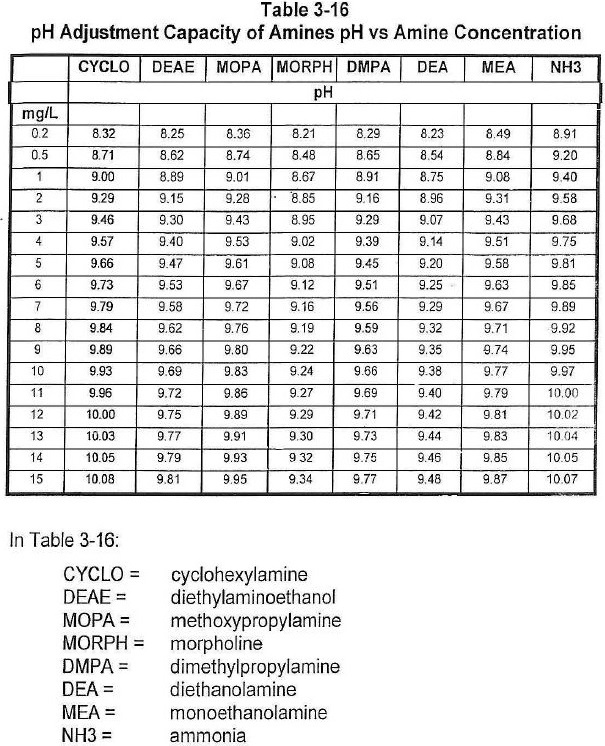 Table 3-16
pH Adjustment Capacity of Amines pH vs Amine Concentration
CYCLO DEAE MOPA MORPH DMPA DEA MEA NH3
pH
mg/L
0.2 8.32 8.25 8.36 8.21 8.29 8.23 8.49 8.91
0.5 8.71 8.62 8.74 8.48 8.65 8.54 8.84 9.20
1 9.00 8.89 9.01 8.67 8.91 8.75 9.08 9.40
2 9.29 9.15 9.28 8.85 9.16 8.96 9.31 9.58
3 9.46 9.30 9.43 8.95 9.29 9.07 9.43 9.68
4 9.57 9.40 9.53 9.02 9.39 9.14 9.51 9.75
5 9.66 9.47 9.61 9.08 9.45 9.20 9.58 9.81
6 9.73 9.53 9.67 9.12 9.51 9.25 9.63 9.85
7 9.79 9.58 9.72 9.16 9.56 9.29 9.67 9.89
8 9.84 9.62 9.76 9.19 9.59 9.32 9.71 9.92
9 9.89 9.66 9.80 9.22 9.63 9.35 9.74 9.95
10 9.93 9.69 9.83 9.24 9.66 9.38 9.77 9.97
11 9.96 9.72 9.86 9.27 9.69 9.40 9.79 10.00
12 10.00 9.75 9.89 9.29 9.71 9.42 9.81 10.02
13 10.03 9.77 9.91 9.30 9.73 9.44 9.83 10.04
14 10.05 9.79 9.93 9.32 9.75 9.46 9.85 10.05
15 10.08 9.81 9.95 9.34 9.77 9.48 9.87 10.07
In Table 3-16:
CYCLO = cyclohexylamine
DEAE = diethylaminoethanol
MOPA = methoxypropylamine
MORPH = morpholine
DMPA = dimethylpropylamine
DEA = diethanolamine
MEA = monoethanolamine
NH3 = ammonia